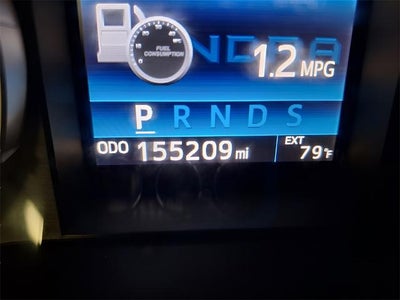 FUEL
CONSUMPTION
1.2 MPG
P R N D S
ODO 155209 mi
EXT
79°F